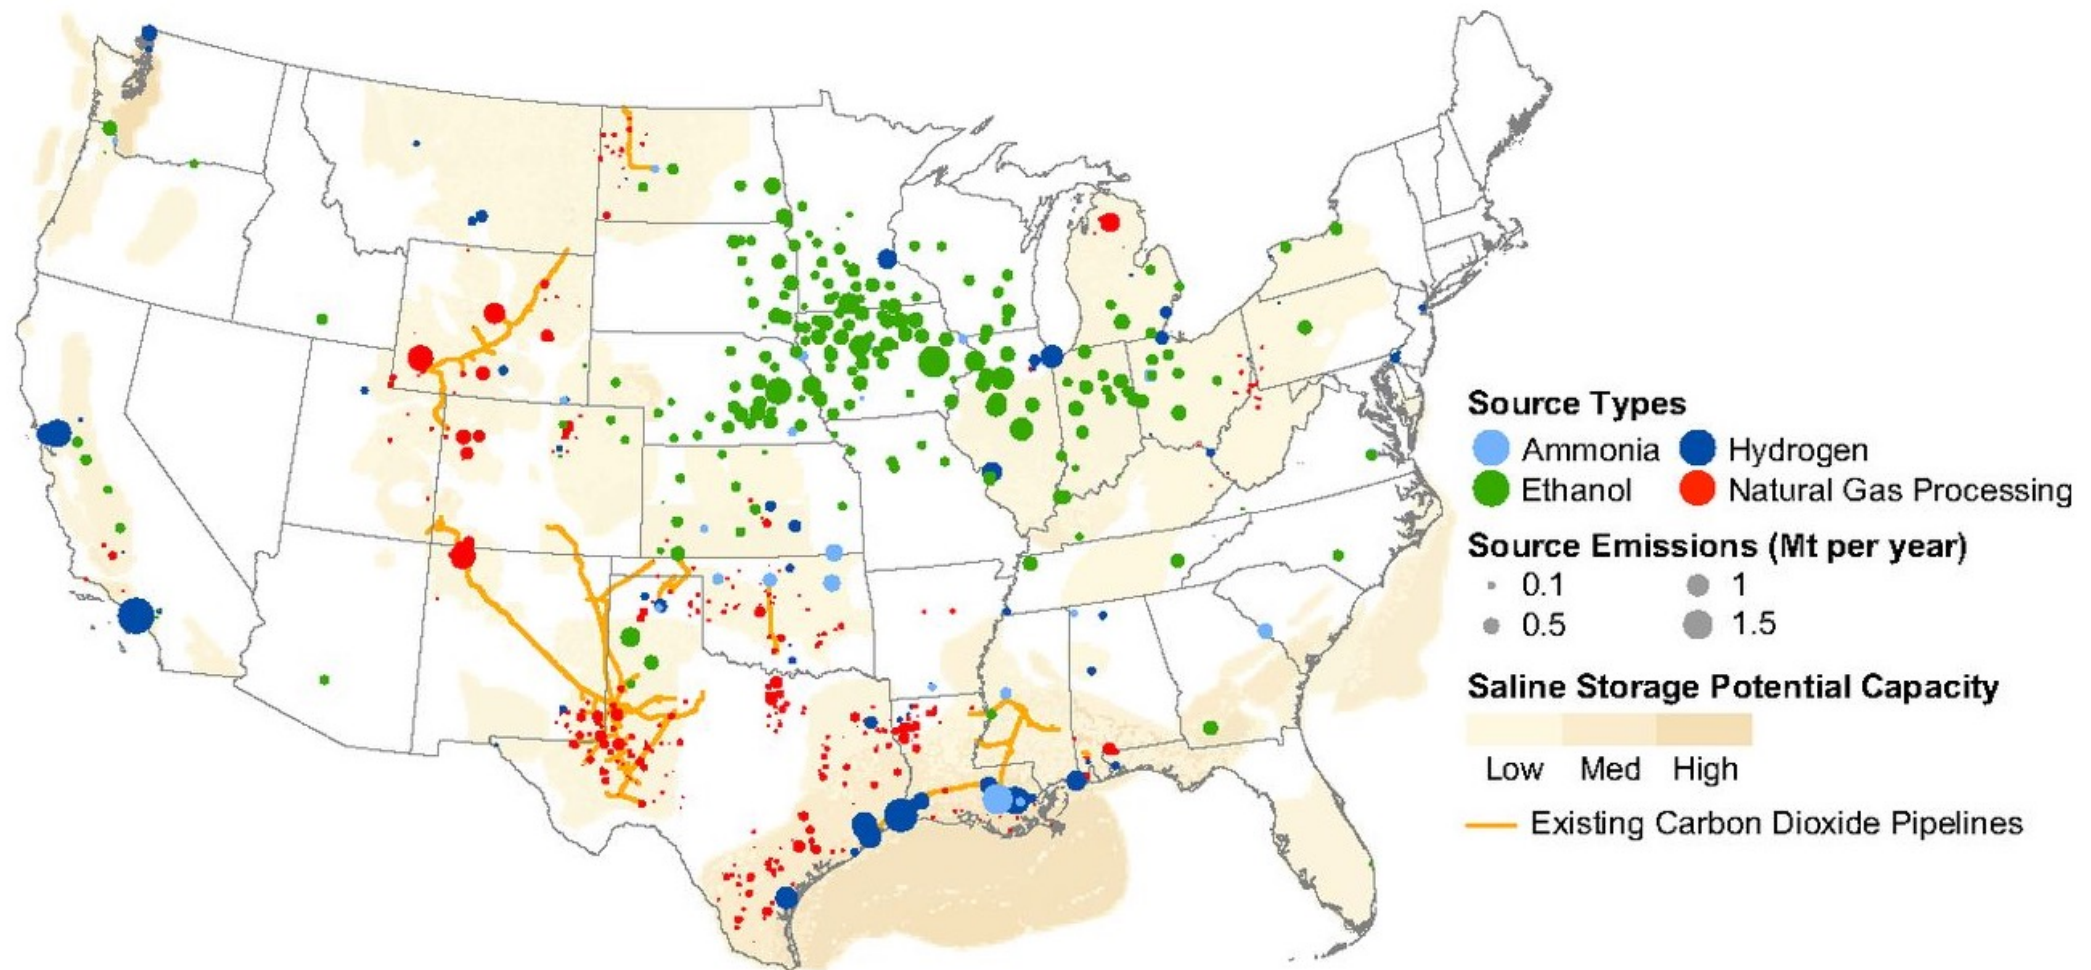 Source Types
Ammonia Hydrogen
Ethanol Natural Gas Processing
Source Emissions (Mt per year)
0.1 1
0.5 1.5
Saline Storage Potential Capacity
Low Med High
Existing Carbon Dioxide Pipelines